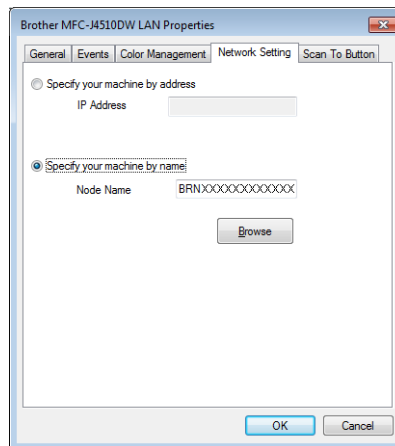 Brother MFC-J4510DW LAN Properties
General Events Color Management Network Setting Scan To Button
Specify your machine by address
IP Address
Specify your machine by name
Node Name BRNXXXXXXXXXXXX
Browse
OK Cancel